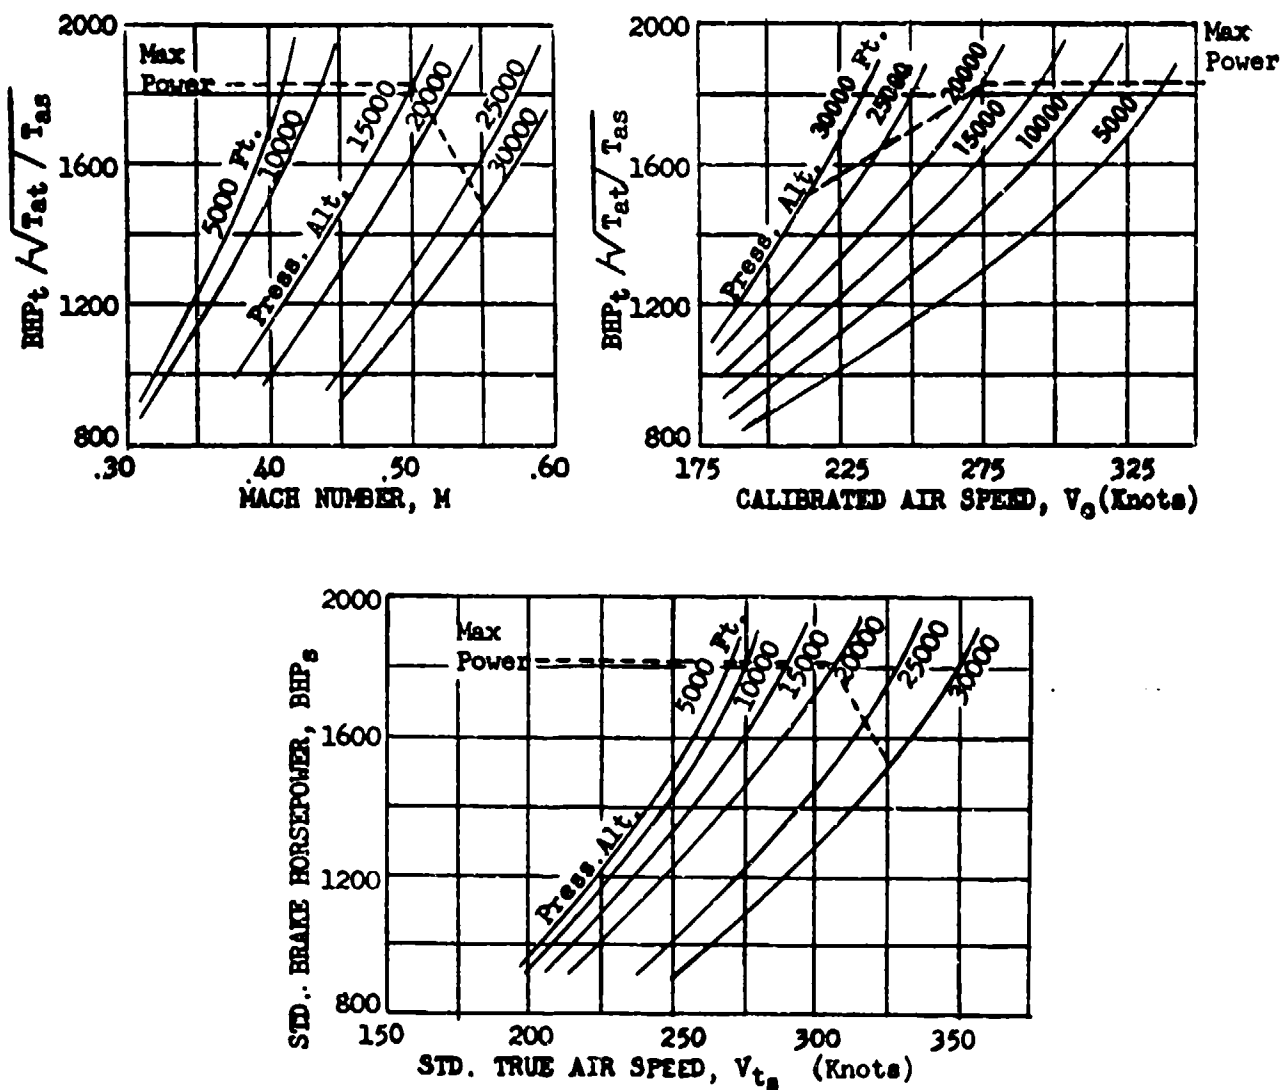 2000
1600
1200
800
BHPt /√Tat / Tas
Max
Power
5000 Ft.
10000
15000
20000
25000
30000
Press. Alt.
.30
.40
.50
.60
MACH NUMBER, M
2000
1600
1200
800
BHPt /√Tat / Tas
Max
Power
30000 Ft.
25000
20000
15000
10000
5000
Press. Alt.
175
225
275
325
CALIBRATED AIR SPEED, Vc (Knots)
2000
1600
1200
800
STD. BRAKE HORSEPOWER, BHPs
Max
Power
5000 Ft.
10000
15000
20000
25000
30000
Press. Alt.
150
200
250
300
350
STD. TRUE AIR SPEED, Vts (Knots)